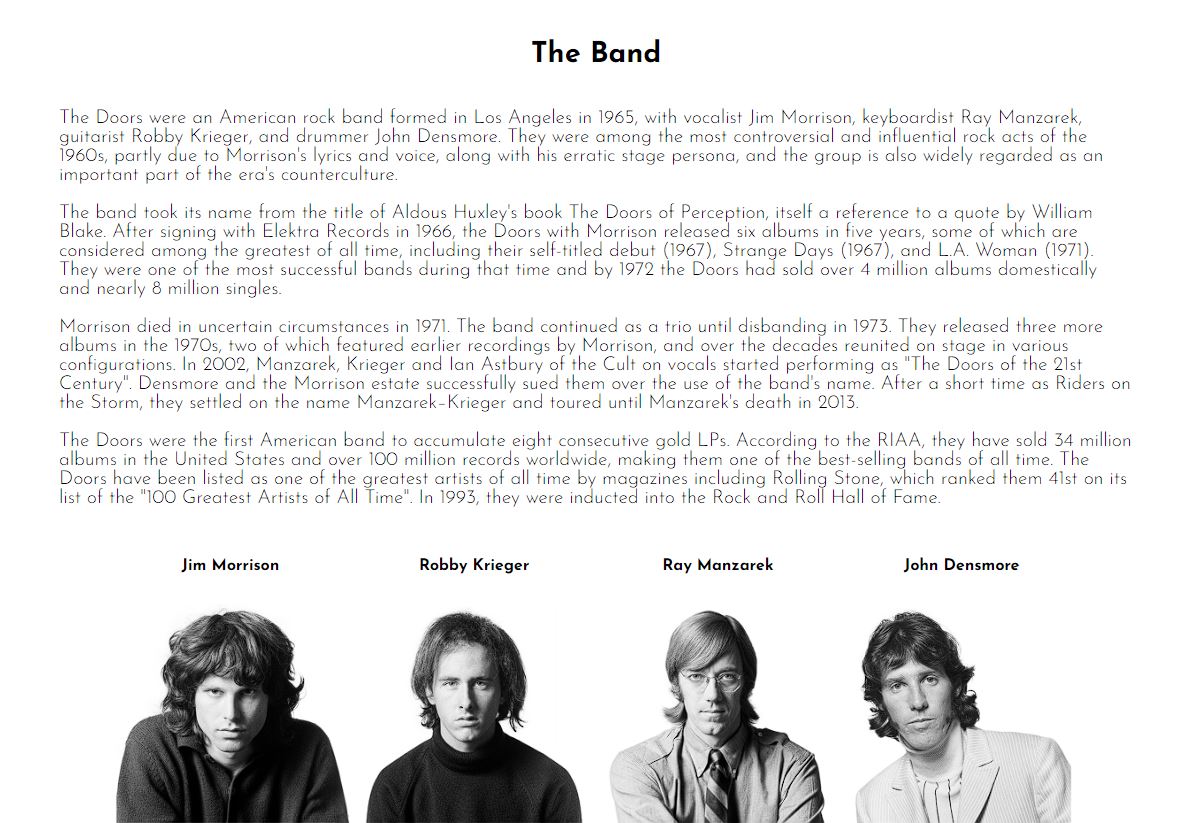 The Band
The Doors were an American rock band formed in Los Angeles in 1965, with vocalist Jim Morrison, keyboardist Ray Manzarek,
guitarist Robby Krieger, and drummer John Densmore. They were among the most controversial and influential rock acts of the
1960s, partly due to Morrison's lyrics and voice, along with his erratic stage persona, and the group is also widely regarded as an
important part of the era's counterculture.
The band took its name from the title of Aldous Huxley's book The Doors of Perception, itself a reference to a quote by William
Blake. After signing with Elektra Records in 1966, the Doors with Morrison released six albums in five years, some of which are
considered among the greatest of all time, including their self-titled debut (1967), Strange Days (1967), and L.A. Woman (1971).
They were one of the most successful bands during that time and by 1972 the Doors had sold over 4 million albums domestically
and nearly 8 million singles.
Morrison died in uncertain circumstances in 1971. The band continued as a trio until disbanding in 1973. They released three more
albums in the 1970s, two of which featured earlier recordings by Morrison, and over the decades reunited on stage in various
configurations. In 2002, Manzarek, Krieger and Ian Astbury of the Cult on vocals started performing as "The Doors of the 21st
Century". Densmore and the Morrison estate successfully sued them over the use of the band's name. After a short time as Riders on
the Storm, they settled on the name Manzarek–Krieger and toured until Manzarek's death in 2013.
The Doors were the first American band to accumulate eight consecutive gold LPs. According to the RIAA, they have sold 34 million
albums in the United States and over 100 million records worldwide, making them one of the best-selling bands of all time. The
Doors have been listed as one of the greatest artists of all time by magazines including Rolling Stone, which ranked them 41st on its
list of the "100 Greatest Artists of All Time". In 1993, they were inducted into the Rock and Roll Hall of Fame.
Jim Morrison
Robby Krieger
Ray Manzarek
John Densmore